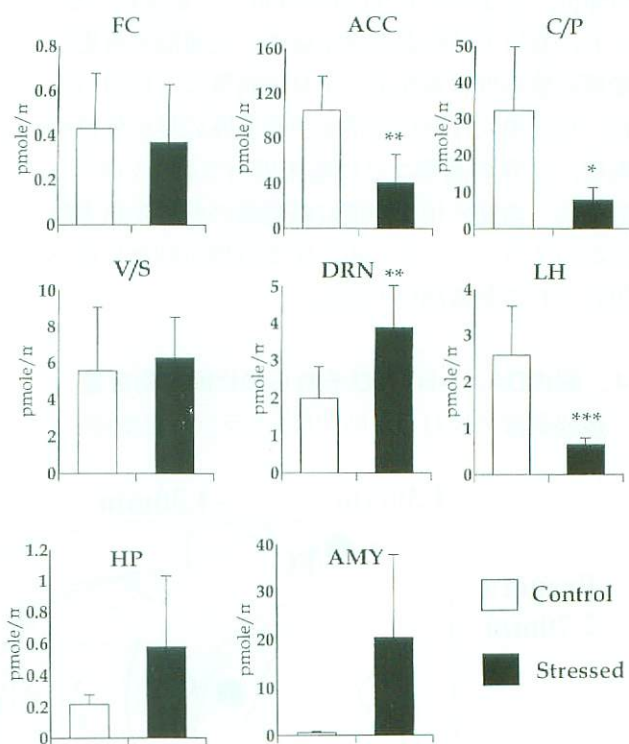 FC
pmole/π
0.8
0.6
0.4
0.2
0
ACC
pmole/π
160
120
80
40
0
**
C/P
pmole/π
50
40
30
20
10
0
*
V/S
pmole/π
10
8
6
4
2
0
DRN
pmole/π
5
4
3
2
1
0
**
LH
pmole/π
4
3
2
1
0
***
HP
pmole/π
1.2
1
0.8
0.6
0.4
0.2
0
AMY
pmole/π
40
30
20
10
0
Control
Stressed